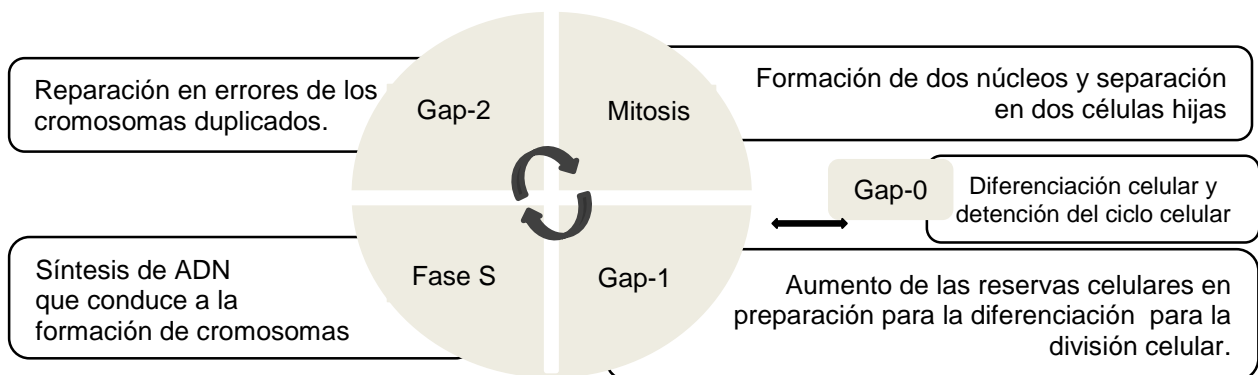 Reparación en errores de los
cromosomas duplicados.
Gap-2
Mitosis
Formación de dos núcleos y separación
en dos células hijas
Gap-0
Diferenciación celular y
detención del ciclo celular
Síntesis de ADN
que conduce a la
formación de cromosomas
Fase S
Gap-1
Aumento de las reservas celulares en
preparación para la diferenciación para la
división celular.